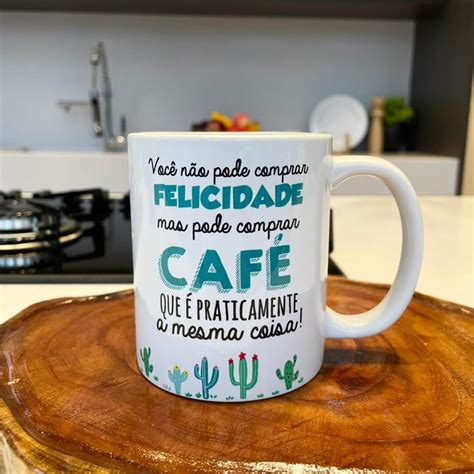 Você não pode comprar
FELICIDADE
mas pode comprar
CAFÉ
QUE É PRATICAMENTE
a mesma coisa!